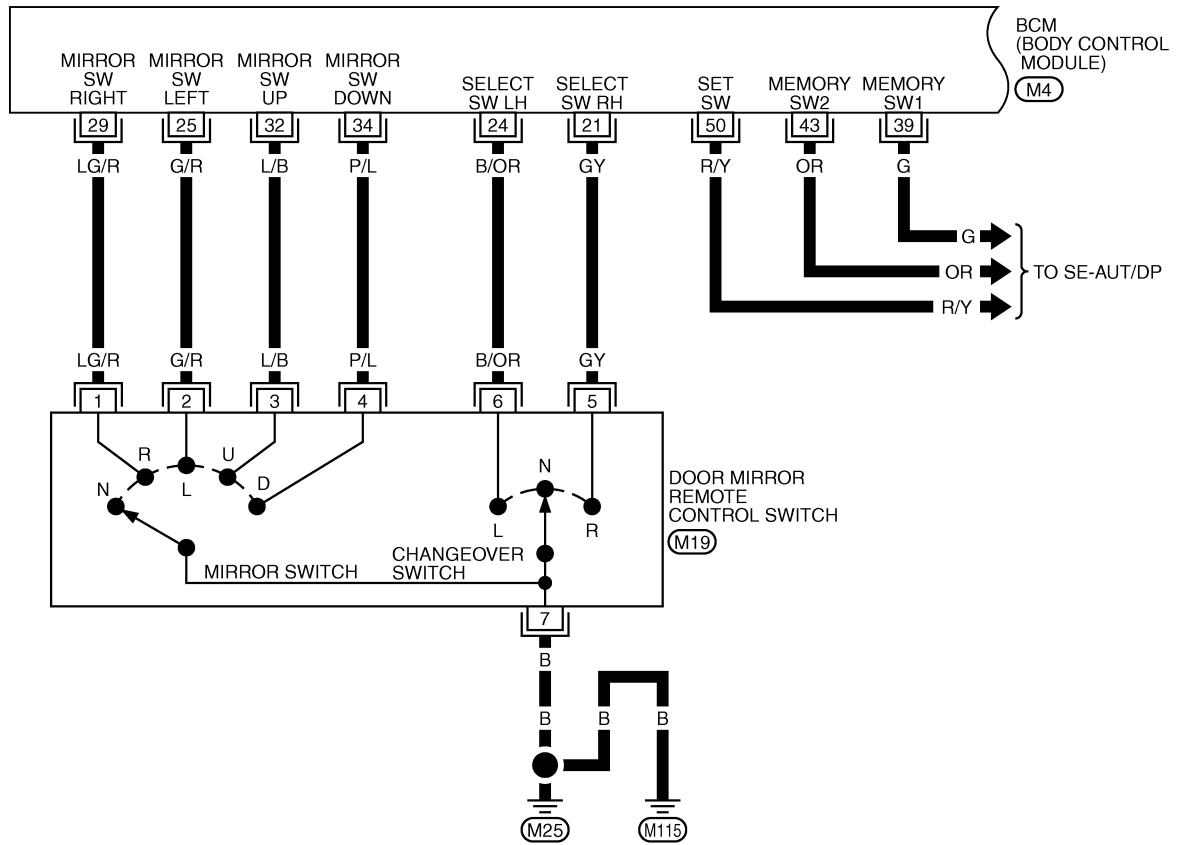 BCM
(BODY CONTROL
MODULE)
M4
MIRROR
SW
RIGHT
MIRROR
SW
LEFT
MIRROR
SW
UP
MIRROR
SW
DOWN
SELECT
SW LH
SELECT
SW RH
SET
SW
MEMORY
SW2
MEMORY
SW1
29 25 32 34 24 21 50 43 39
LG/R G/R L/B P/L B/OR GY R/Y OR G
G
OR
R/Y
TO SE-AUT/DP
LG/R G/R L/B P/L B/OR GY
1 2 3 4 6 5
R U
N L D
N
L R
DOOR MIRROR
REMOTE
CONTROL SWITCH
M19
MIRROR SWITCH
CHANGEOVER
SWITCH
7
B
B B B
M25 M115